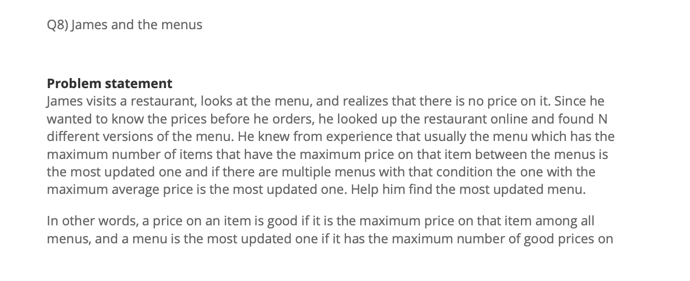 Q8) James and the menus
Problem statement
James visits a restaurant, looks at the menu, and realizes that there is no price on it. Since he
wanted to know the prices before he orders, he looked up the restaurant online and found N
different versions of the menu. He knew from experience that usually the menu which has the
maximum number of items that have the maximum price on that item between the menus is
the most updated one and if there are multiple menus with that condition the one with the
maximum average price is the most updated one. Help him find the most updated menu.
In other words, a price on an item is good if it is the maximum price on that item among all
menus, and a menu is the most updated one if it has the maximum number of good prices on